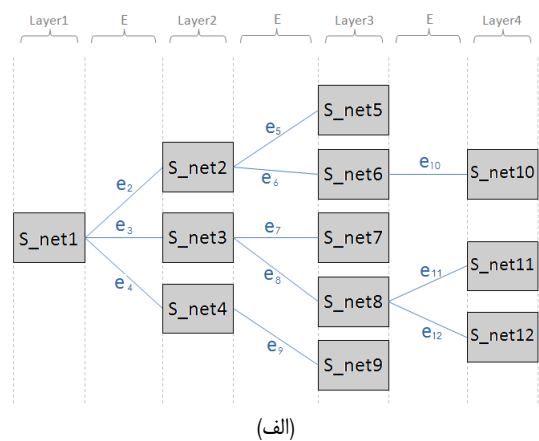 Layer1 E Layer2 E Layer3 E Layer4
S_net5
e₅
S_net2
e₆
S_net6
e₁₀
S_net10
e₂
S_net1
e₃
S_net3
e₇
S_net7
e₄
e₈
S_net11
e₁₁
S_net4
S_net8
e₁₂
S_net12
e₉
S_net9
(الف)